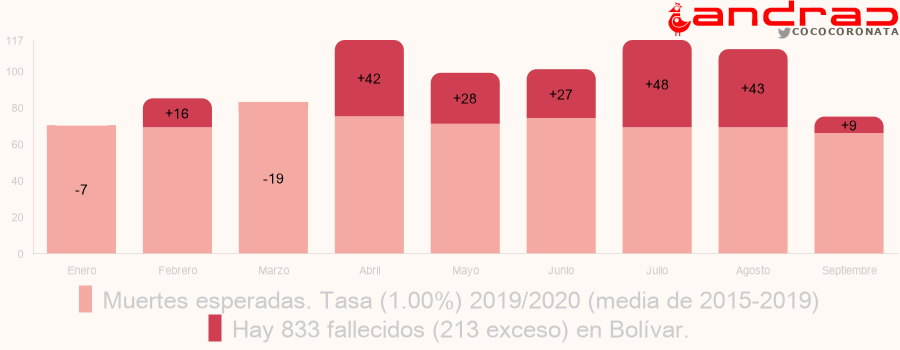 andrac
COCOCORONATA
117
100
80
60
40
20
0
-7
+16
-19
+42
+28
+27
+48
+43
+9
Enero
Febrero
Marzo
Abril
Mayo
Junio
Julio
Agosto
Septiembre
Muertes esperadas. Tasa (1.00%) 2019/2020 (media de 2015-2019)
Hay 833 fallecidos (213 exceso) en Bolívar.